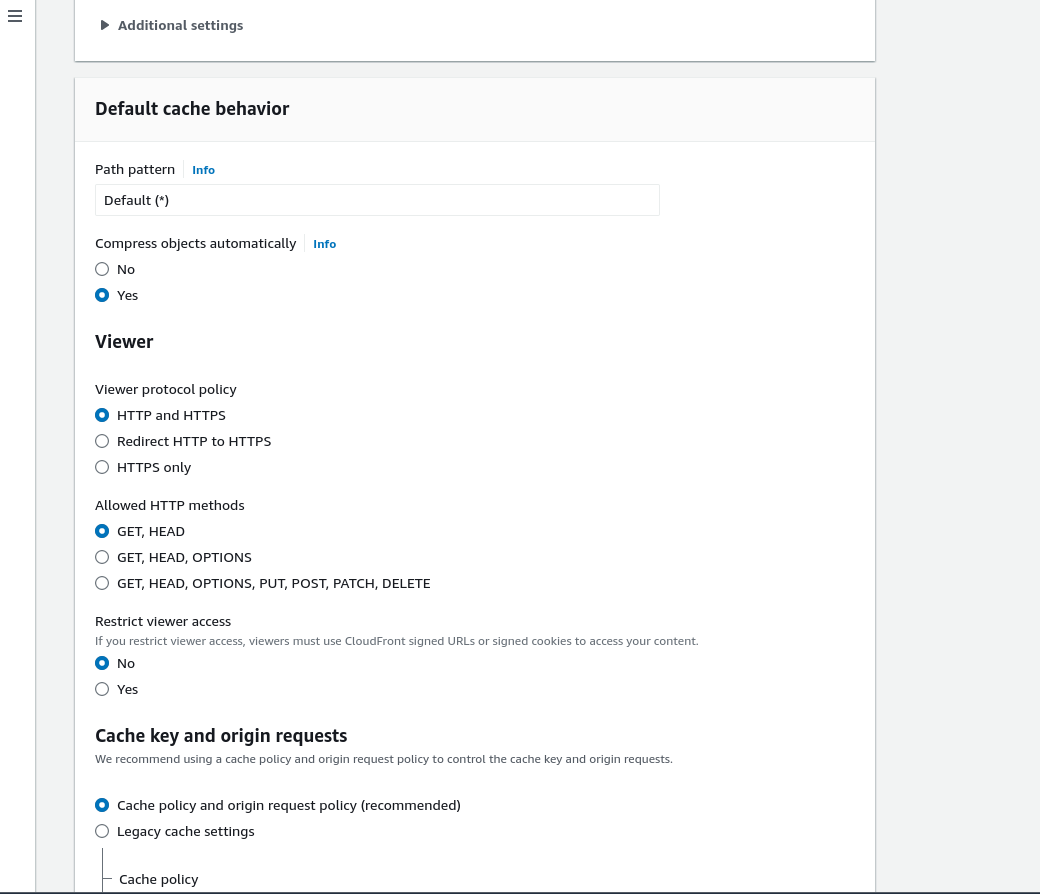 Additional settings
Default cache behavior
Path pattern Info
Default (*)
Compress objects automatically Info
No
Yes
Viewer
Viewer protocol policy
HTTP and HTTPS
Redirect HTTP to HTTPS
HTTPS only
Allowed HTTP methods
GET, HEAD
GET, HEAD, OPTIONS
GET, HEAD, OPTIONS, PUT, POST, PATCH, DELETE
Restrict viewer access
If you restrict viewer access, viewers must use CloudFront signed URLs or signed cookies to access your content.
No
Yes
Cache key and origin requests
We recommend using a cache policy and origin request policy to control the cache key and origin requests.
Cache policy and origin request policy (recommended)
Legacy cache settings
Cache policy